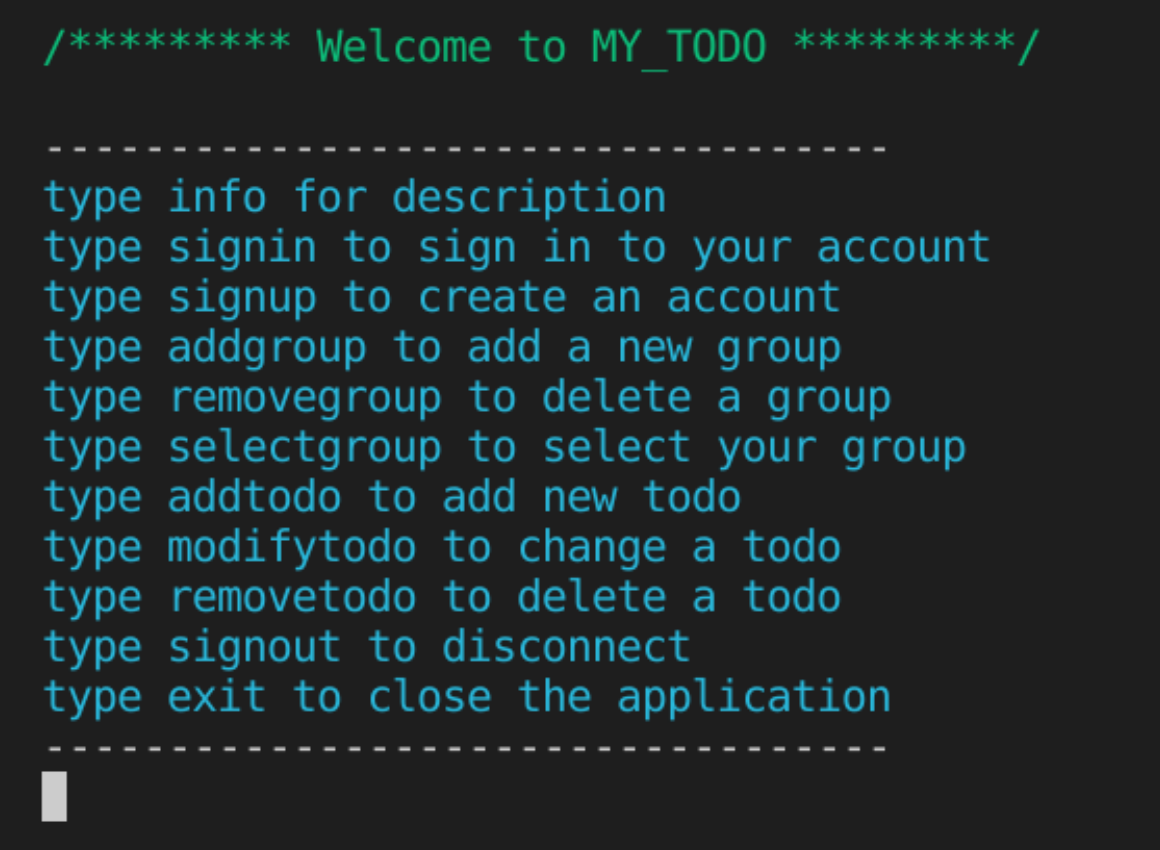 /********* Welcome to MY_TODO *********/
----------------------------------
type info for description
type signin to sign in to your account
type signup to create an account
type addgroup to add a new group
type removegroup to delete a group
type selectgroup to select your group
type addtodo to add new todo
type modifytodo to change a todo
type removetodo to delete a todo
type signout to disconnect
type exit to close the application
----------------------------------